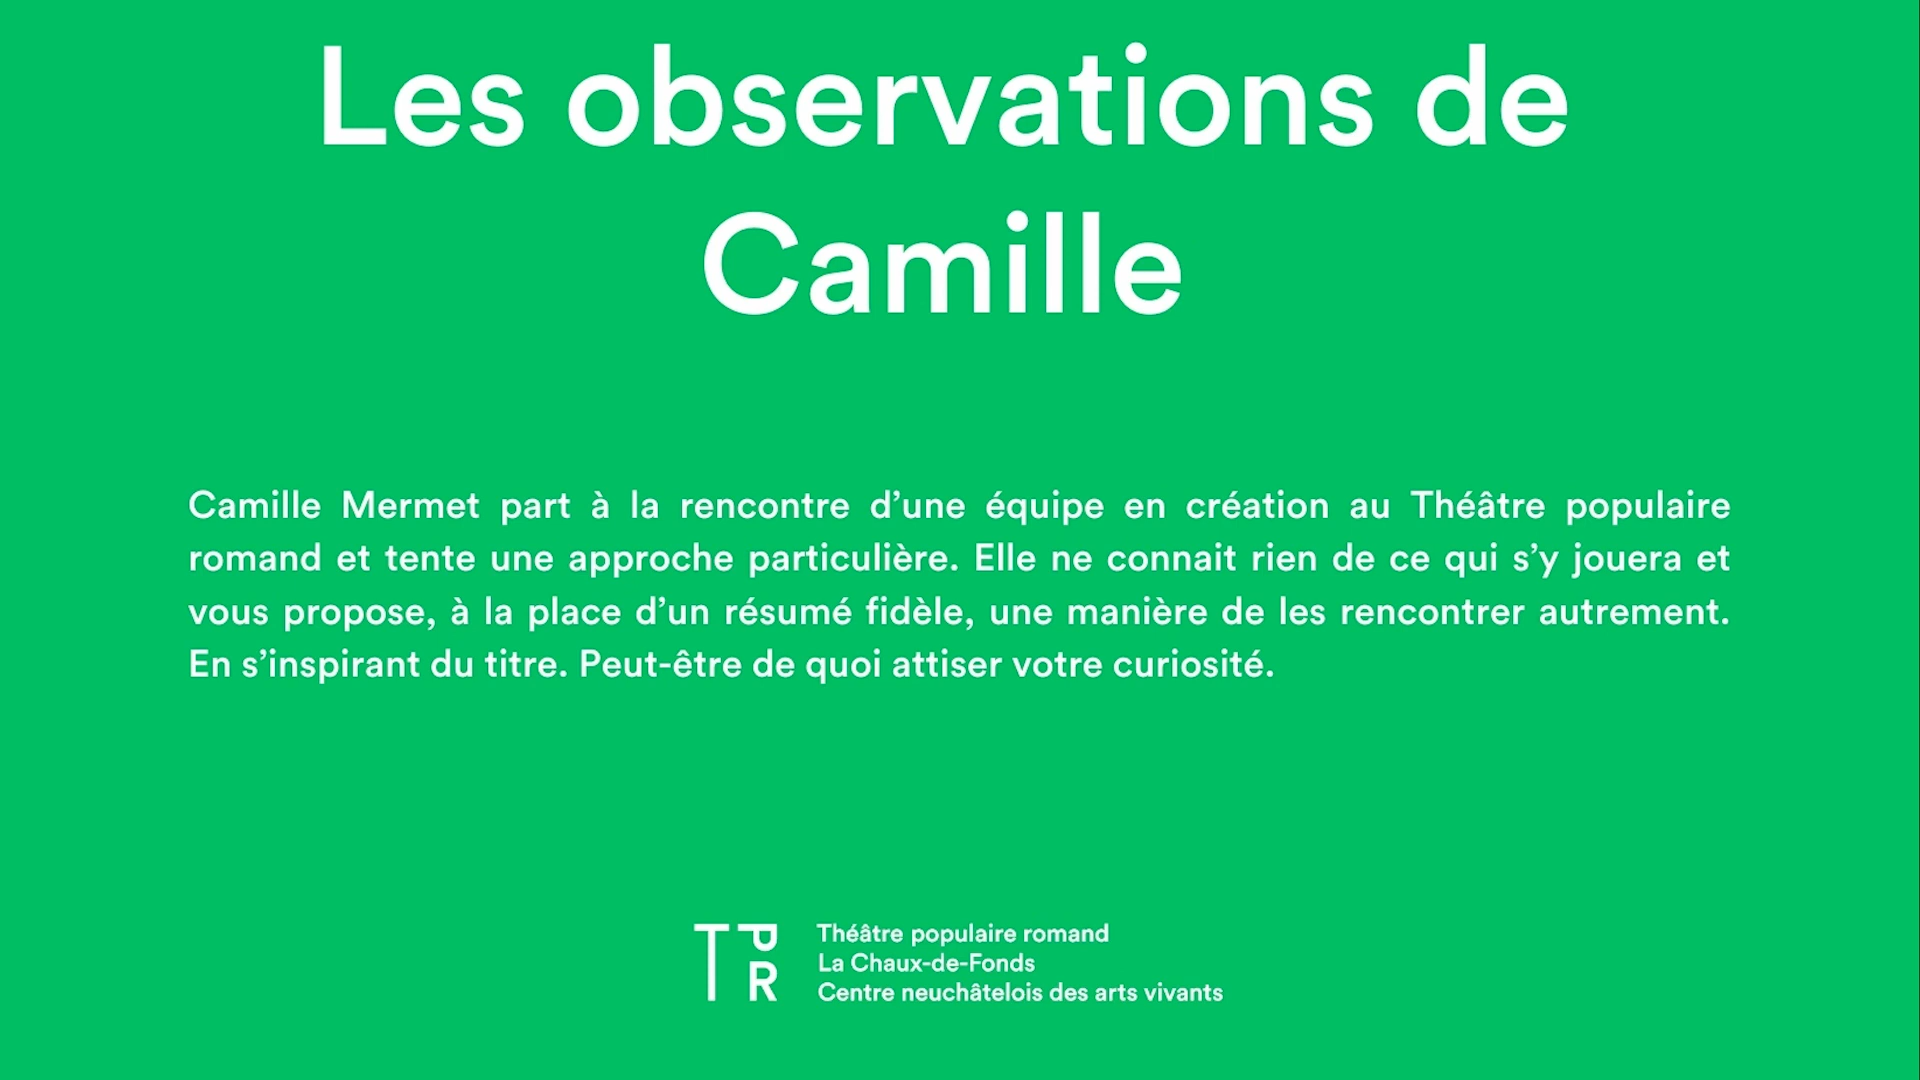 Les observations de
Camille
Camille Mermet part à la rencontre d’une équipe en création au Théâtre populaire
romand et tente une approche particulière. Elle ne connait rien de ce qui s’y jouera et
vous propose, à la place d’un résumé fidèle, une manière de les rencontrer autrement.
En s’inspirant du titre. Peut-être de quoi attiser votre curiosité.
TPR
Théâtre populaire romand
La Chaux-de-Fonds
Centre neuchâtelois des arts vivants